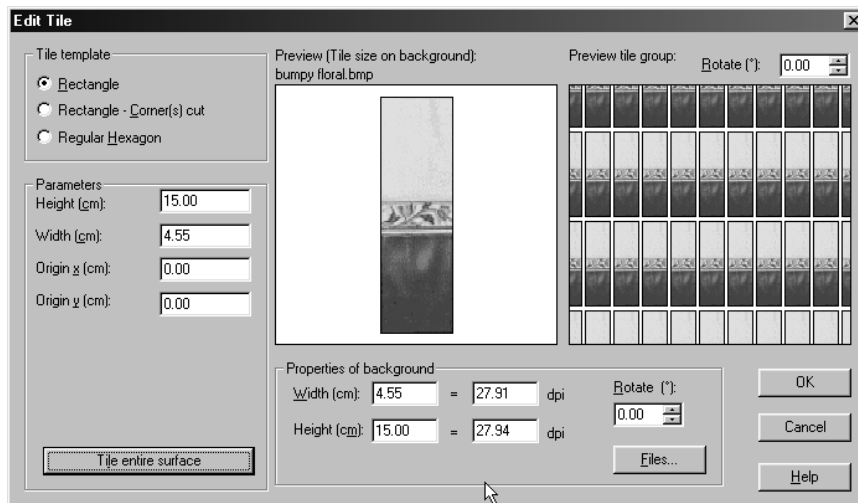 Edit Tile
Tile template
Rectangle
Rectangle - Corner(s) cut
Regular Hexagon
Parameters
Height (cm): 15.00
Width (cm): 4.55
Origin x (cm): 0.00
Origin y (cm): 0.00
Tile entire surface
Preview (Tile size on background):
bumpy floral.bmp
Preview tile group: Rotate (°): 0.00
Properties of background
Width (cm): 4.55 = 27.91 dpi
Height (cm): 15.00 = 27.94 dpi
Rotate (°):
0.00
Files...
OK
Cancel
Help